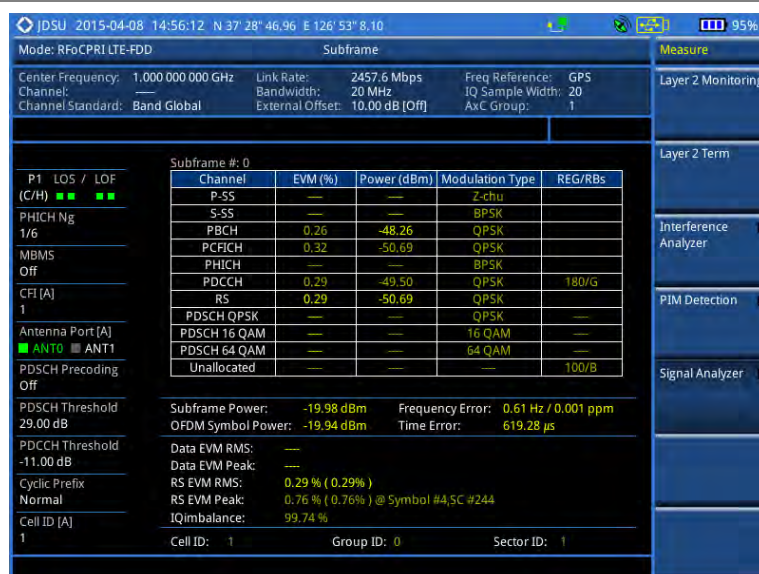 JDSU 2015-04-08 14:56:12 N 37' 28" 46.96 E 126' 53" 8.10 95%
Mode: RFoCPRI LTE-FDD Subframe Measure
Center Frequency: 1.000 000 000 GHz Link Rate: 2457.6 Mbps Freq Reference: GPS
Channel: ---- Bandwidth: 20 MHz IQ Sample Width: 20
Channel Standard: Band Global External Offset: 10.00 dB [Off] AxC Group: 1
Layer 2 Monitoring
Layer 2 Term
Interference Analyzer
PIM Detection
Signal Analyzer
P1 LOS / LOF
(C/H)
PHICH Ng
1/6
MBMS
Off
CFI [A]
1
Antenna Port [A]
ANT0 ANT1
PDSCH Precoding
Off
PDSCH Threshold
29.00 dB
PDCCH Threshold
-11.00 dB
Cyclic Prefix
Normal
Cell ID [A]
1
Subframe #: 0
Channel EVM (%) Power (dBm) Modulation Type REG/RBs
P-SS ---- ---- Z-chu
S-SS ---- ---- BPSK
PBCH 0.26 -48.26 QPSK
PCFICH 0.32 -50.69 QPSK
PHICH ---- ---- BPSK
PDCCH 0.29 -49.50 QPSK 180/G
RS 0.29 -50.69 QPSK
PDSCH QPSK ---- ---- QPSK ----
PDSCH 16 QAM ---- ---- 16 QAM ----
PDSCH 64 QAM ---- ---- 64 QAM ----
Unallocated ---- ---- ---- 100/B
Subframe Power: -19.98 dBm Frequency Error: 0.61 Hz / 0.001 ppm
OFDM Symbol Power: -19.94 dBm Time Error: 619.28 µs
Data EVM RMS: ----
Data EVM Peak: ----
RS EVM RMS: 0.29 % ( 0.29% )
RS EVM Peak: 0.76 % ( 0.76% ) @ Symbol #4,SC #244
IQimbalance: 99.74 %
Cell ID: 1 Group ID: 0 Sector ID: 1